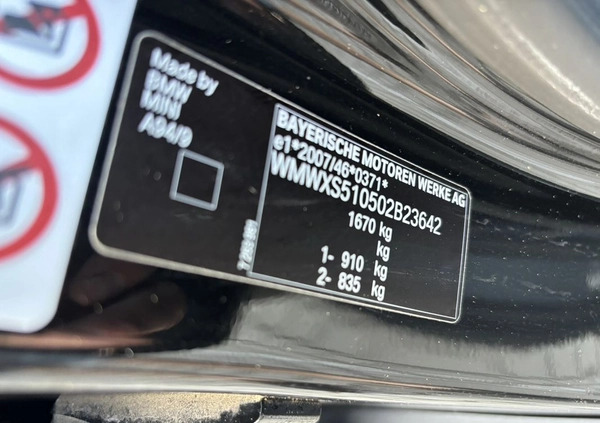 Made by
BMW
MINI
A94/9
BAYERISCHE MOTOREN WERKE AG
e1*2007/46*0371*
WMWXS510502B23642
1670 kg
kg
1- 910 kg
2- 835 kg